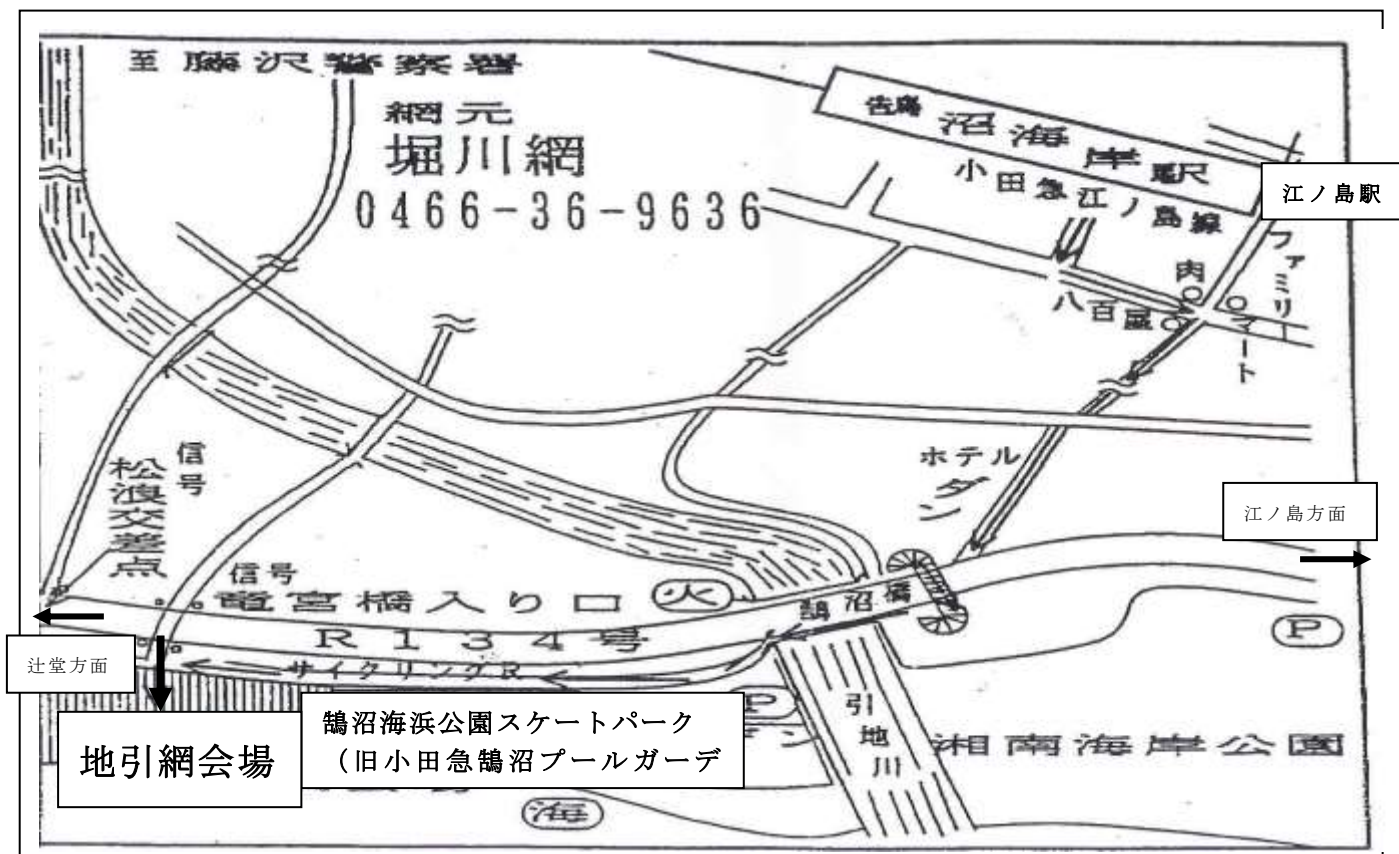 至 藤沢警察署
網元
堀川網
0466-36-9636
鵠沼海岸駅
小田急江ノ島線
江ノ島駅
ファミリ
マート
肉
八百屋
ホテル
ダン
江ノ島方面
信号
松浪交差点
信号
竜宮橋入り口
火
鵠沼橋
R134号
サイクリングR
辻堂方面
P
P
地引網会場
鵠沼海浜公園スケートパーク
（旧小田急鵠沼プールガーデ
引地川
湘南海岸公園
海